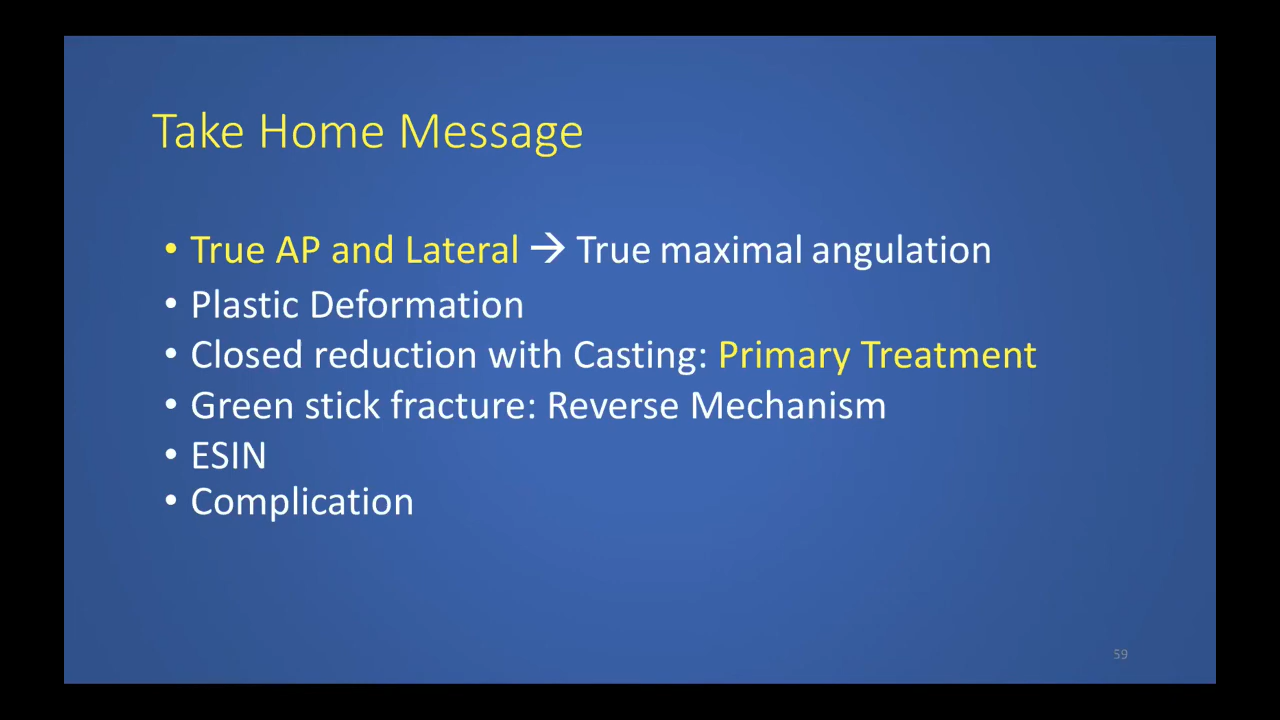 Take Home Message
• True AP and Lateral → True maximal angulation
• Plastic Deformation
• Closed reduction with Casting: Primary Treatment
• Green stick fracture: Reverse Mechanism
• ESIN
• Complication
59